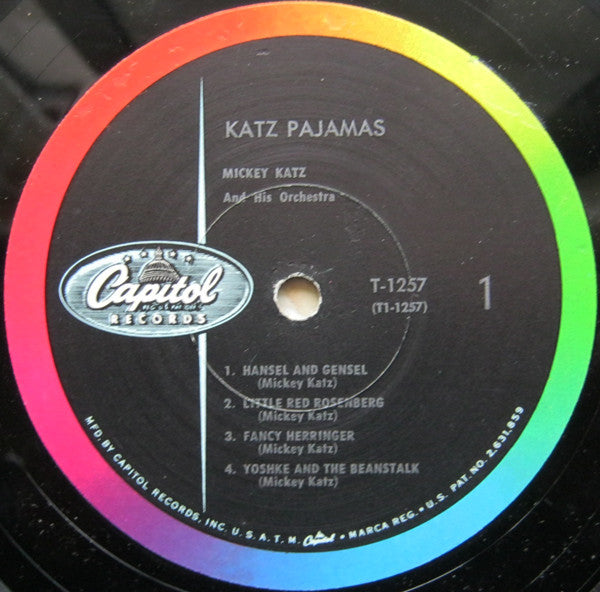 KATZ PAJAMAS
MICKEY KATZ
And His Orchestra
Capitol
RECORDS
T-1257
(T1-1257)
1
1. HANSEL AND GENSEL
(Mickey Katz)
2. LITTLE RED ROSENBERG
(Mickey Katz)
3. FANCY HERRINGER
(Mickey Katz)
4. YOSHKE AND THE BEANSTALK
(Mickey Katz)
MFD. BY CAPITOL RECORDS, INC. U. S. A. T. M. Capitol • MARCA REG. • U. S. PAT. NO. 2,631,859